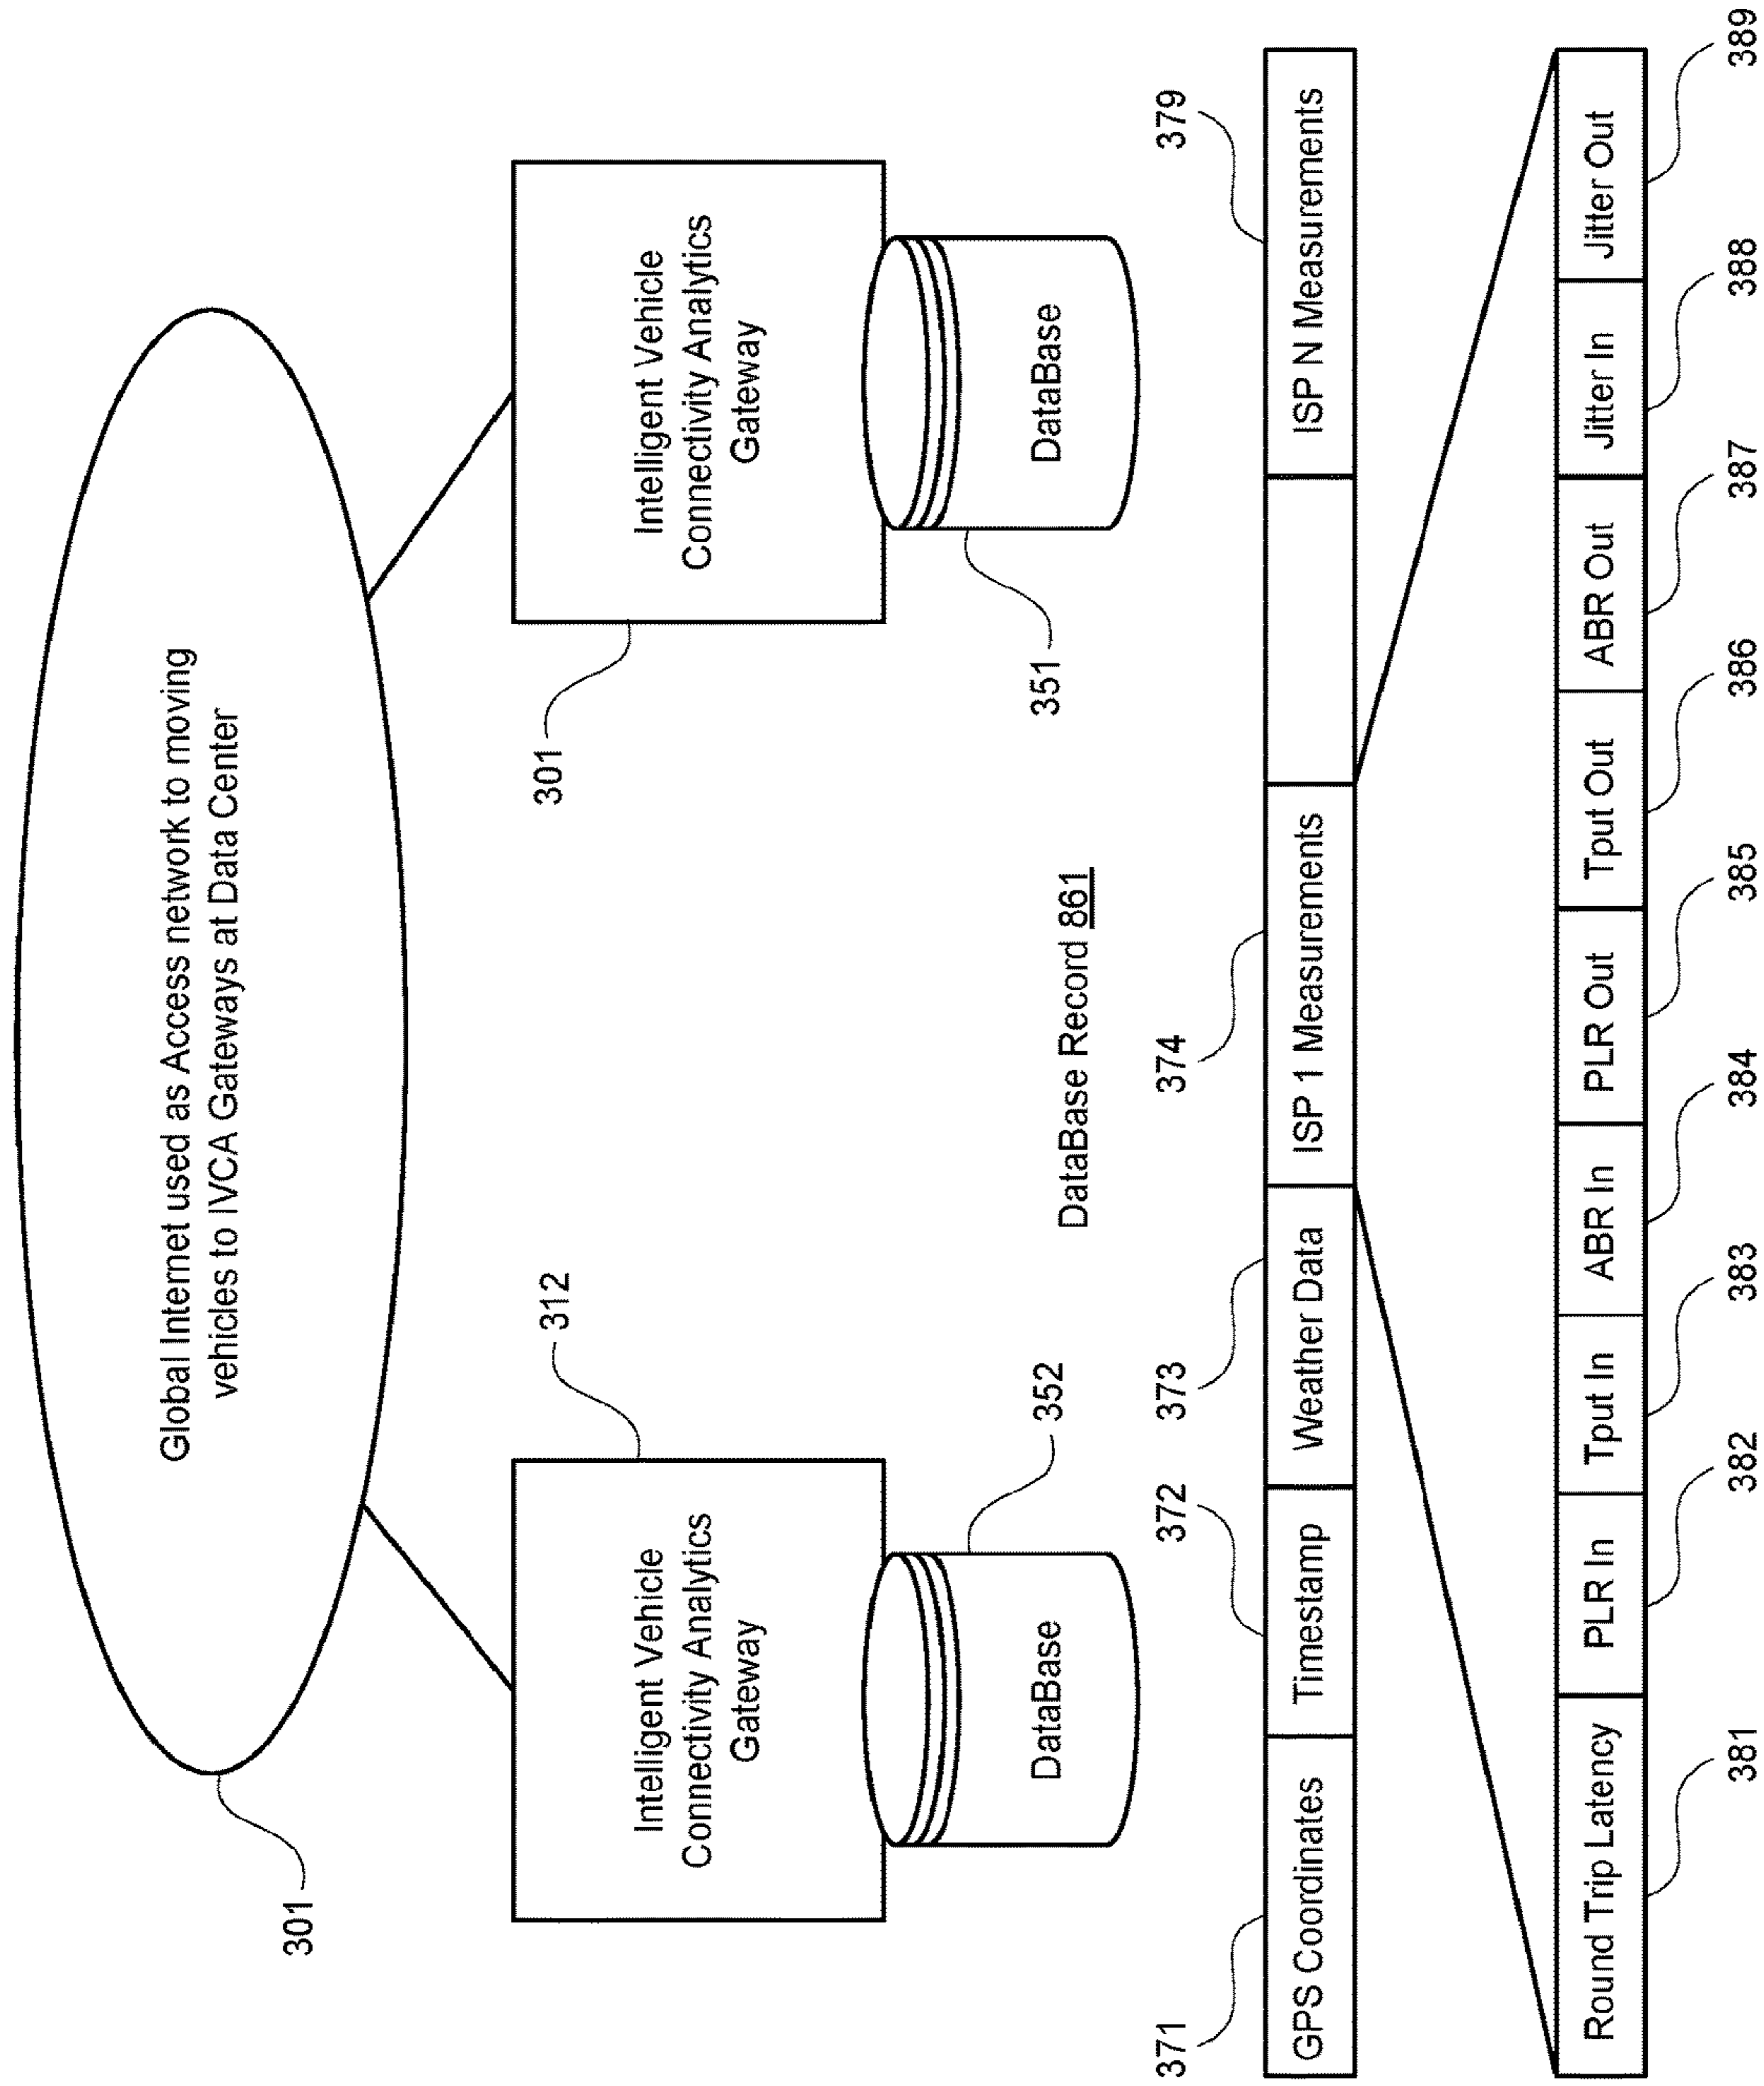 Global Internet used as Access network to moving
vehicles to IVCA Gateways at Data Center
301
Intelligent Vehicle
Connectivity Analytics
Gateway
312
DataBase
352
Intelligent Vehicle
Connectivity Analytics
Gateway
301
DataBase
351
DataBase Record 861
371
372
373
374
379
GPS Coordinates
Timestamp
Weather Data
ISP 1 Measurements
ISP N Measurements
Round Trip Latency
PLR In
Tput In
ABR In
PLR Out
Tput Out
ABR Out
Jitter In
Jitter Out
381
382
383
384
385
386
387
388
389